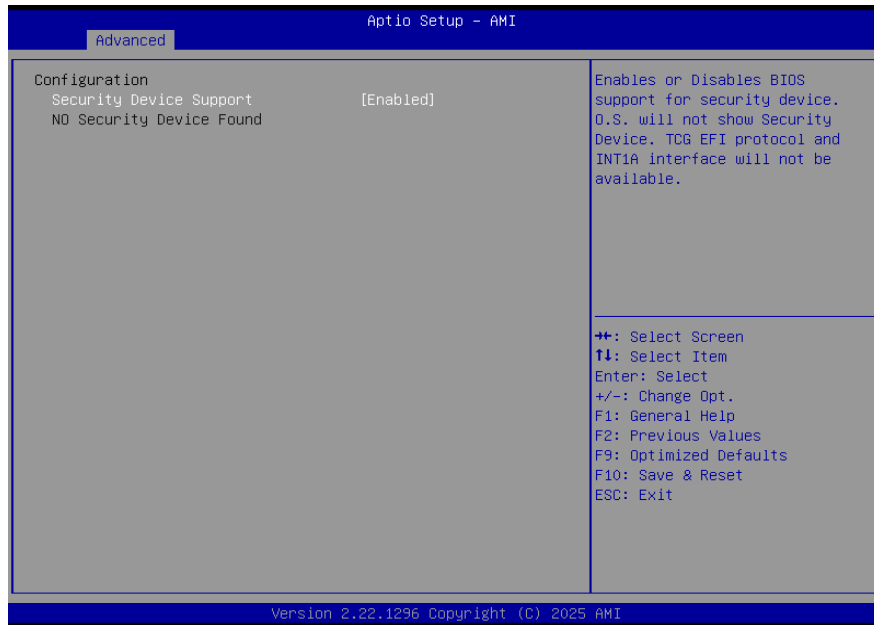 Aptio Setup - AMI
Advanced
Configuration
Security Device Support [Enabled]
NO Security Device Found
Enables or Disables BIOS
support for security device.
O.S. will not show Security
Device. TCG EFI protocol and
INT1A interface will not be
available.
→←: Select Screen
↑↓: Select Item
Enter: Select
+/-: Change Opt.
F1: General Help
F2: Previous Values
F9: Optimized Defaults
F10: Save & Reset
ESC: Exit
Version 2.22.1296 Copyright (C) 2025 AMI